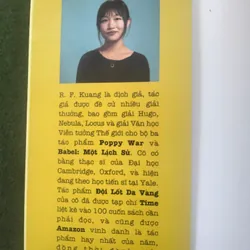 R. F. Kuang là dịch giả, tác
giả được đề cử nhiều giải
thưởng, bao gồm giải Hugo,
Nebula, Locus và giải Văn học
Viễn tưởng Thế giới cho bộ ba
tác phẩm Poppy War và
Babel: Một Lịch Sử. Cô có
bằng thạc sĩ của Đại học
Cambridge, Oxford, và hiện
đang theo học tiến sĩ tại Yale.
Tác phẩm Đội Lốt Da Vàng
của cô đã được tạp chí Time
liệt kê vào 100 cuốn sách cần
phải đọc, và cũng được
Amazon vinh danh là tác
phẩm hay nhất của năm,